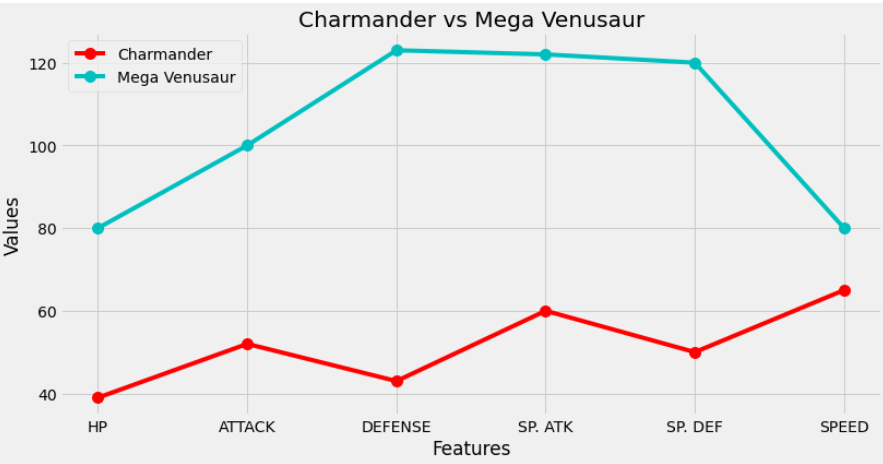 Charmander vs Mega Venusaur
Charmander
Mega Venusaur
120
100
80
60
40
Values
HP ATTACK DEFENSE SP. ATK SP. DEF SPEED
Features